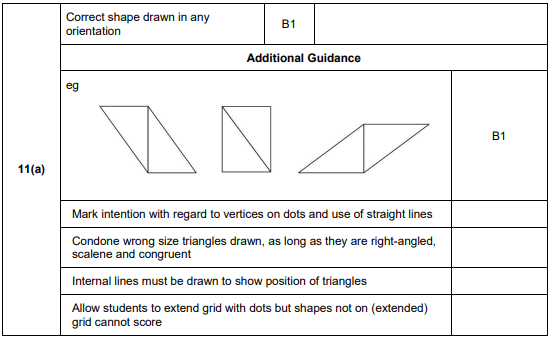 Correct shape drawn in any
orientation
B1
Additional Guidance
eg
B1
11(a)
Mark intention with regard to vertices on dots and use of straight lines
Condone wrong size triangles drawn, as long as they are right-angled,
scalene and congruent
Internal lines must be drawn to show position of triangles
Allow students to extend grid with dots but shapes not on (extended)
grid cannot score